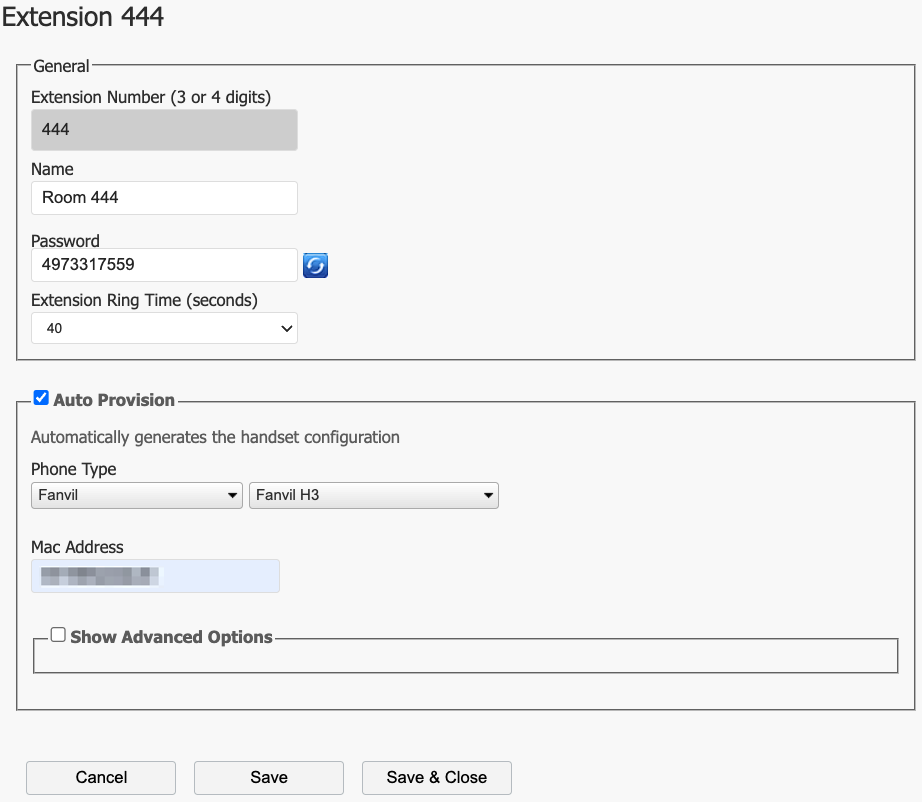 Extension 444
General
Extension Number (3 or 4 digits)
444
Name
Room 444
Password
4973317559
Extension Ring Time (seconds)
40
Auto Provision
Automatically generates the handset configuration
Phone Type
Fanvil Fanvil H3
Mac Address
Show Advanced Options
Cancel Save Save & Close